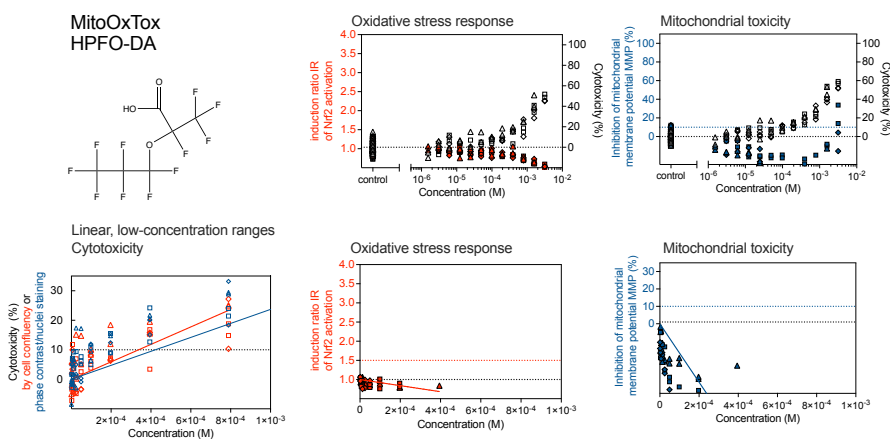 MitoOxTox
HPFO-DA
O
HO
F
F
F
O
F
F
F
F
F
F
F
F
Oxidative stress response
induction ratio IR
of Nrf2 activation
4.0
3.5
3.0
2.5
2.0
1.5
1.0
100
80
60
40
20
0
Cytotoxicity (%)
control
10⁻⁶
10⁻⁵
10⁻⁴
10⁻³
10⁻²
Concentration (M)
Mitochondrial toxicity
Inhibition of mitochondrial
membrane potential MMP (%)
110
90
70
50
30
10
0
100
80
60
40
20
0
Cytotoxicity (%)
control
10⁻⁶
10⁻⁵
10⁻⁴
10⁻³
10⁻²
Concentration (M)
Linear, low-concentration ranges
Cytotoxicity
Cytotoxicity (%)
by cell confluency or
phase contrast/nuclei staining
30
20
10
0
2×10⁻⁴
4×10⁻⁴
6×10⁻⁴
8×10⁻⁴
1×10⁻³
Concentration (M)
Oxidative stress response
induction ratio IR
of Nrf2 activation
4.0
3.5
3.0
2.5
2.0
1.5
1.0
0
2×10⁻⁴
4×10⁻⁴
6×10⁻⁴
8×10⁻⁴
1×10⁻³
Concentration (M)
Mitochondrial toxicity
Inhibition of mitochondrial
membrane potential MMP (%)
30
20
10
0
0
2×10⁻⁴
4×10⁻⁴
6×10⁻⁴
8×10⁻⁴
1×10⁻³
Concentration (M)